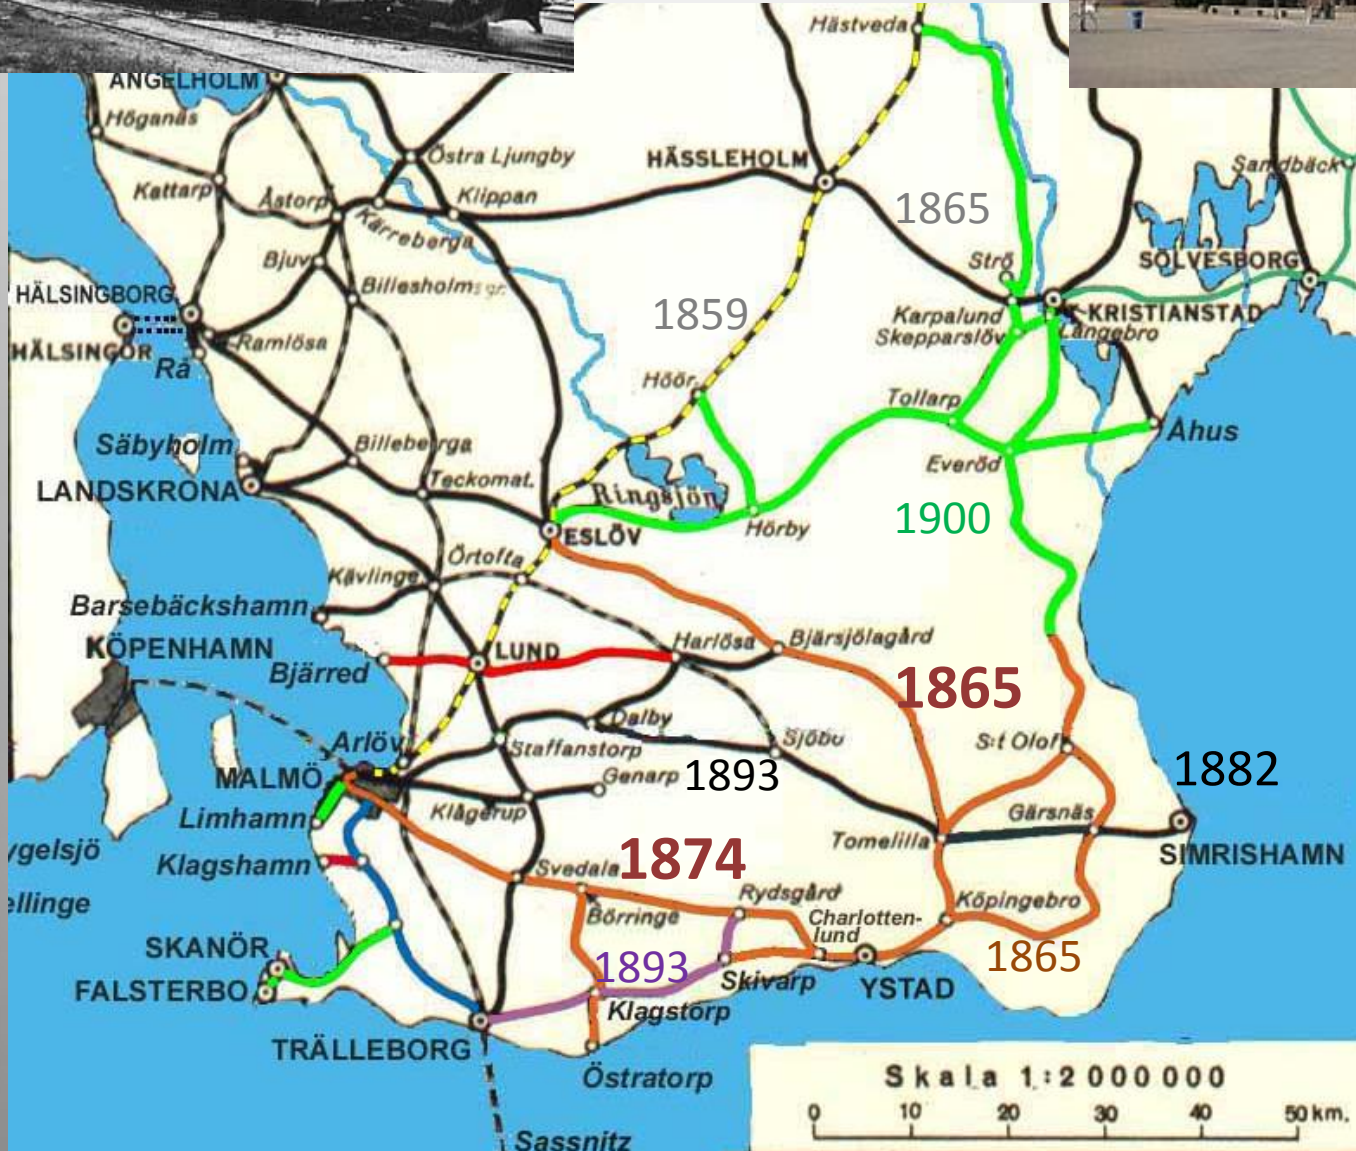 Hästveda
ÄNGELHOLM
Höganäs
Östra Ljungby
HÄSSLEHOLM
Sandbäck
Kattarp
Åstorp
Klippan
Kärreberga
1865
Bjuv
Strö
SÖLVESBORG
HÄLSINGBORG
Billesholms gr.
1859
Karpalund
KRISTIANSTAD
HÄLSINGÖR
Ramlösa
Skepparslöv
Långebro
Rå
Höör
Tollarp
Åhus
Säbyholm
Billeberga
Everöd
LANDSKRONA
Teckomat.
Ringsjön
1900
ESLÖV
Hörby
Örtofta
Kävlinge
Barsebäckshamn
KÖPENHAMN
LUND
Harlösa
Bjärsjölagård
Bjärred
1865
Dalby
Arlöv
Staffanstorp
Sjöbo
S:t Olof
MALMÖ
Genarp
1893
1882
Limhamn
Klågerup
Gärsnäs
Tomelilla
ygelsjö
Klagshamn
Svedala
1874
SIMRISHAMN
ellinge
Rydsgård
Köpingebro
Börringe
Charlotten-
lund
SKANÖR
1893
1865
FALSTERBO
Skivarp
YSTAD
Klagstorp
TRÄLLEBORG
Östratorp
Skala 1:2 000 000
0 10 20 30 40 50 km.
Sassnitz